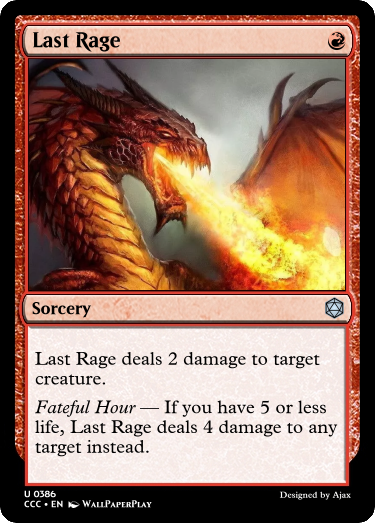 Last Rage
Sorcery
Last Rage deals 2 damage to target
creature.
Fateful Hour — If you have 5 or less
life, Last Rage deals 4 damage to any
target instead.
U 0386
CCC • EN WallPaperPlay
Designed by Ajax